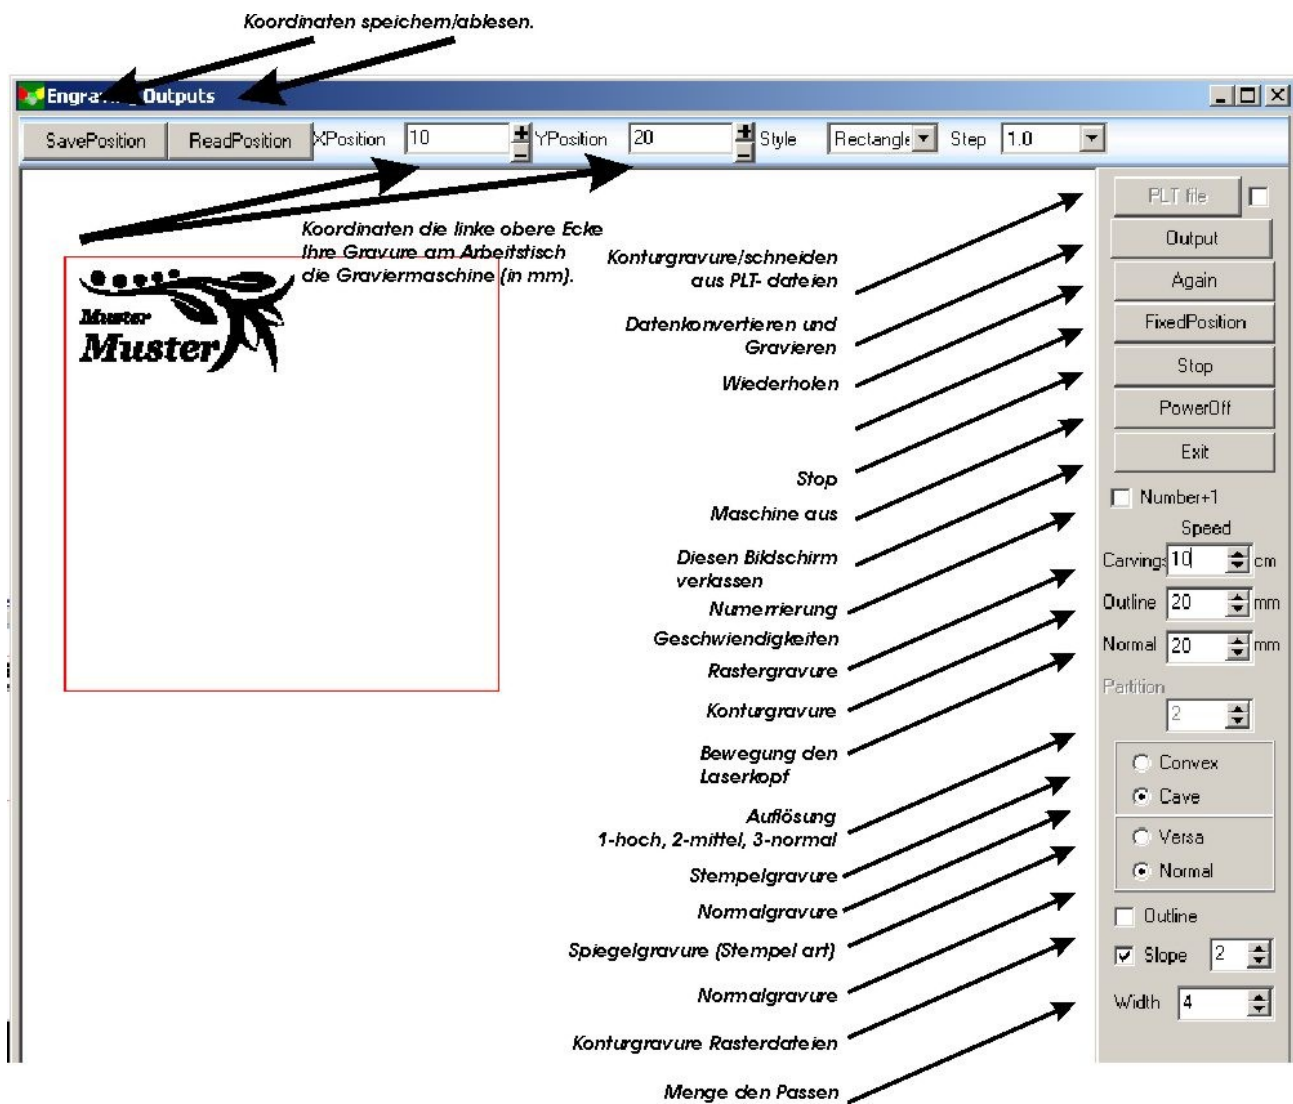 Koordinaten speichern/ablesen.
Engra Outputs
SavePosition ReadPosition XPosition 10 YPosition 20 Style Rectangle Step 1.0
Koordinaten die linke obere Ecke
Ihre Gravure am Arbeitstisch
die Graviermaschine (in mm).
Muster
Muster
Konturgravure/schneiden
aus PLT- dateien
Datenkonvertieren und
Gravieren
Wiederholen
Stop
Maschine aus
Diesen Bildschirm
verlassen
Numerrierung
Geschwiendigkeiten
Rastergravure
Konturgravure
Bewegung den
Laserkopf
Auflösung
1-hoch, 2-mittel, 3-normal
Stempelgravure
Normalgravure
Spiegelgravure (Stempel art)
Normalgravure
Konturgravure Rasterdateien
Menge den Passen
PLT file
Output
Again
FixedPosition
Stop
PowerOff
Exit
Number+1
Speed
Carvings 10 cm
Outline 20 mm
Normal 20 mm
Partition
2
Convex
Cave
Versa
Normal
Outline
Slope 2
Width 4